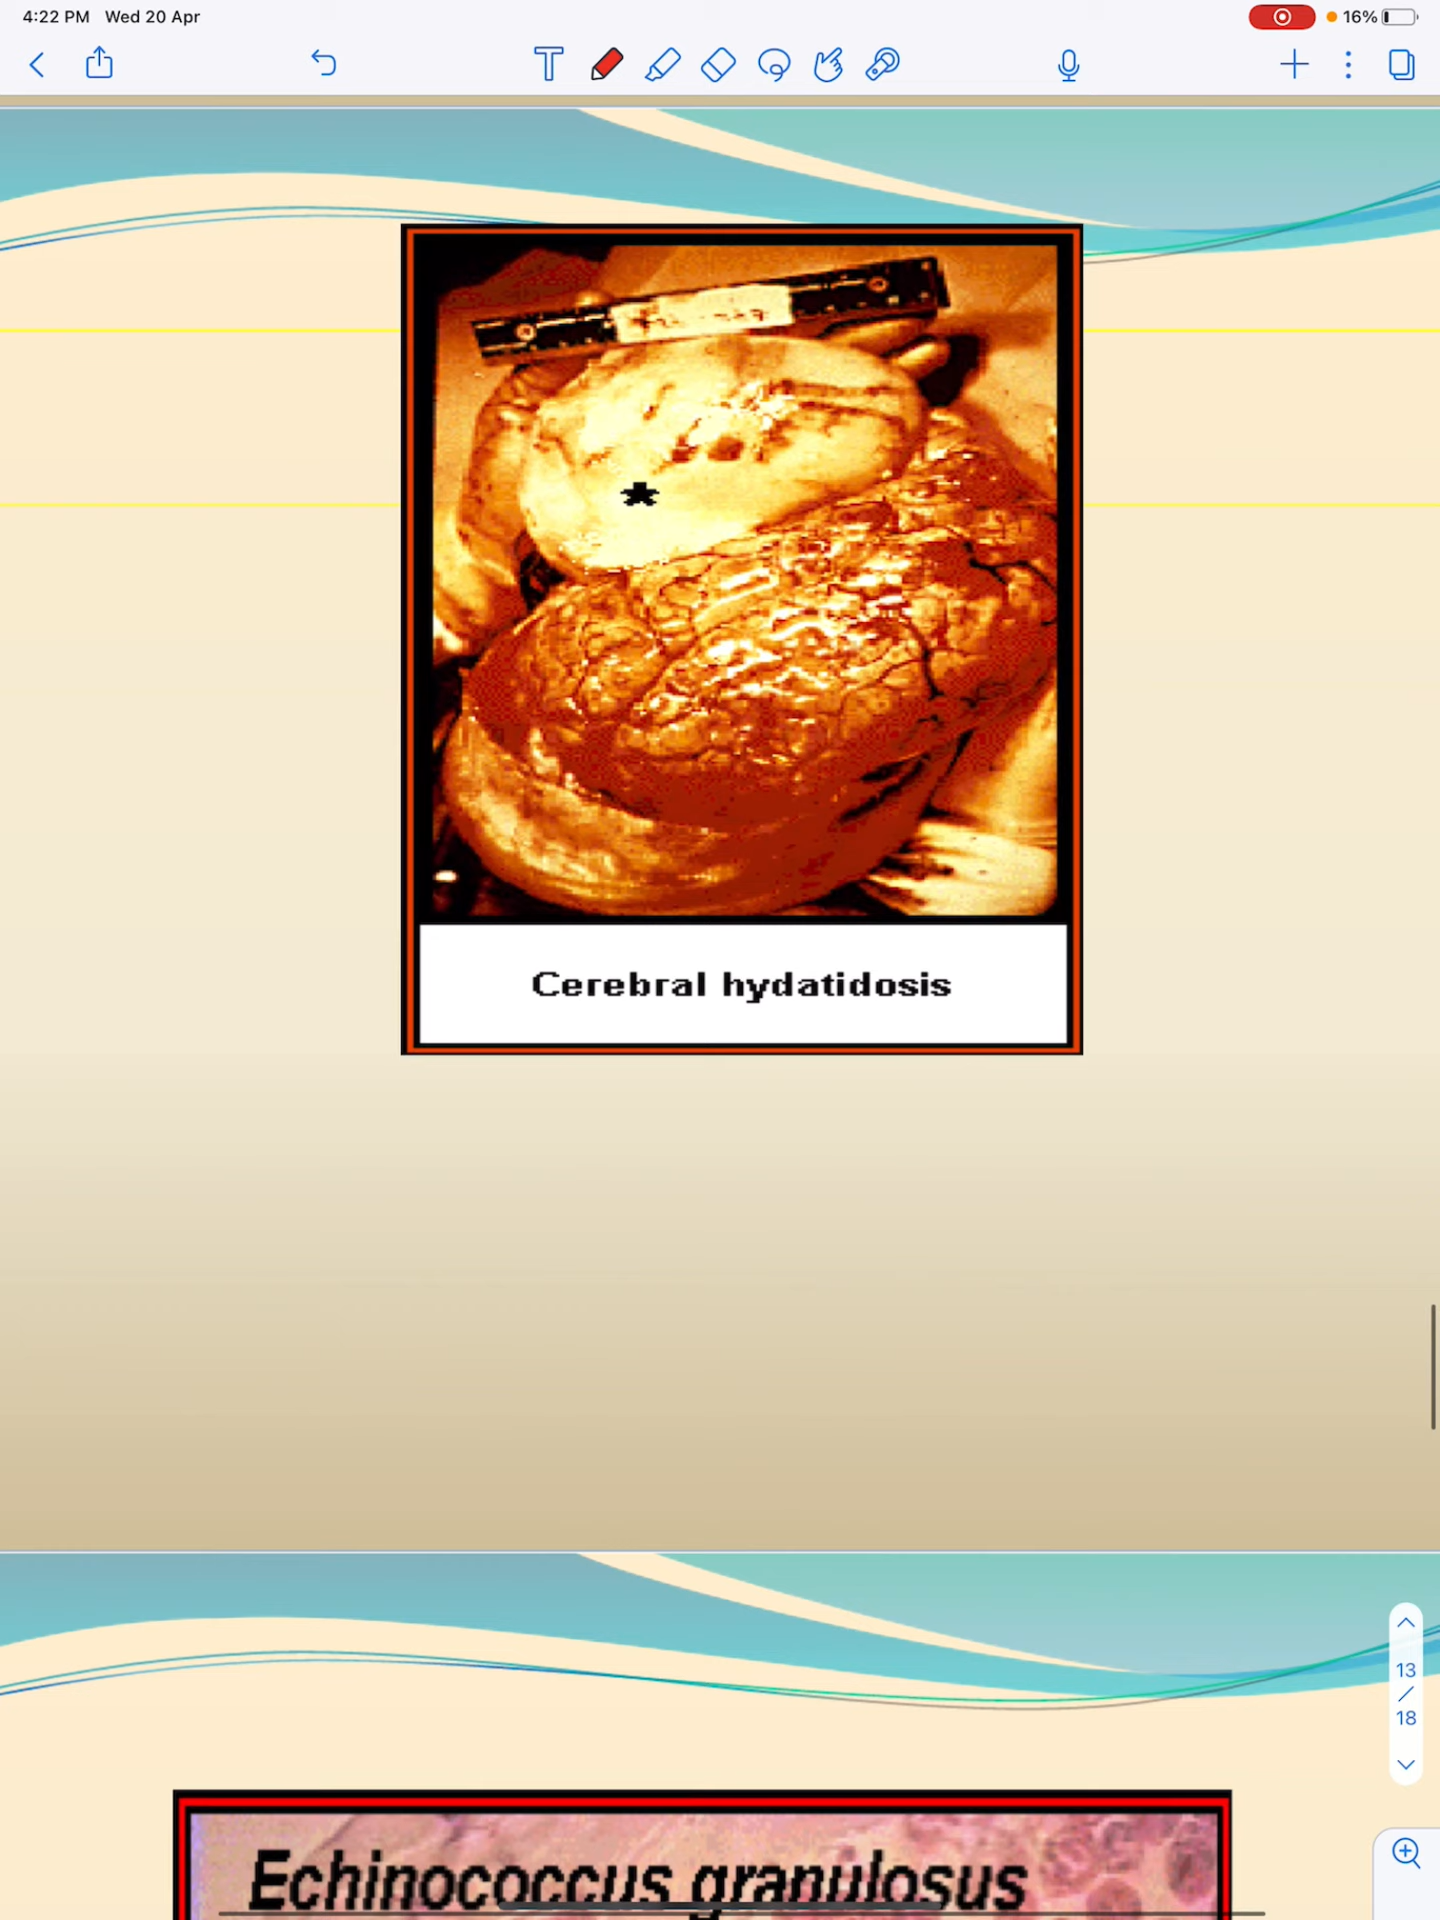 4:22 PM Wed 20 Apr
16%
T
Cerebral hydatidosis
13
/
18
Echinococcus granulosus